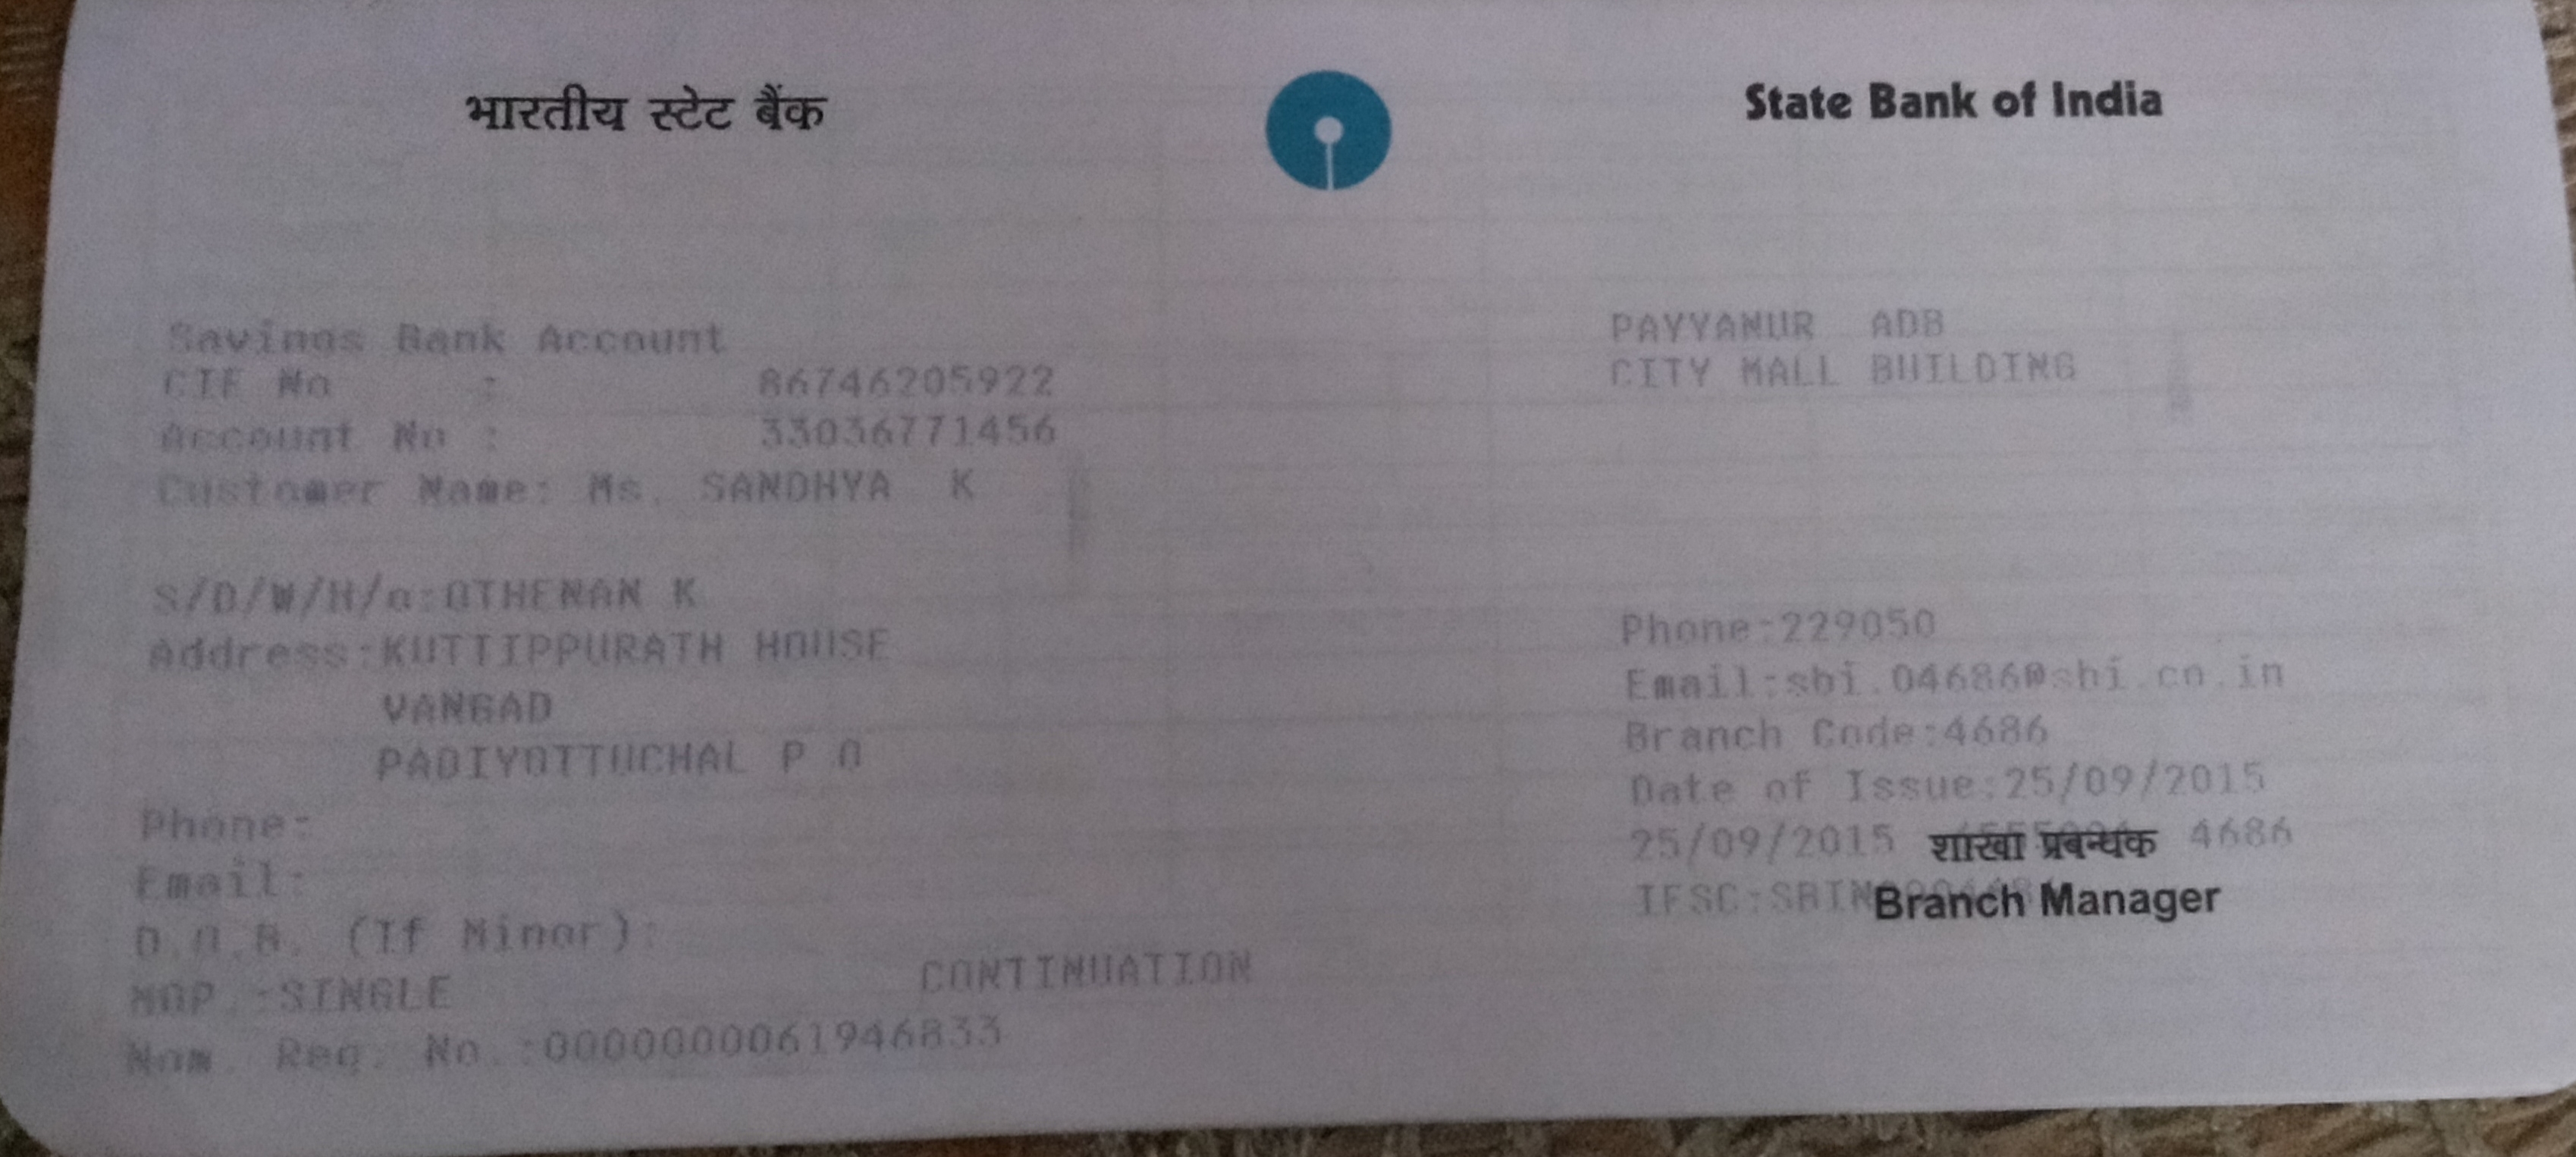 भारतीय स्टेट बैंक
State Bank of India
Savings Bank Account
CIF No : 86746205922
Account No : 33036771456
Customer Name: Ms. SANDHYA K
S/D/W/H/o:OTHENAN K
Address:KUTTIPPURATH HOUSE
VANGAD
PADIYOTTUCHAL P O
Phone:
Email:
D.O.B. (If Minor):
MOP.:SINGLE
CONTINUATION
Nom. Reg. No.:0000000061946833
PAYYANUR ADB
CITY MALL BUILDING
Phone:229050
Email:sbi.04686@sbi.co.in
Branch Code:4686
Date of Issue:25/09/2015
25/09/2015 4686
शाखा प्रबन्धक
IFSC:
Branch Manager